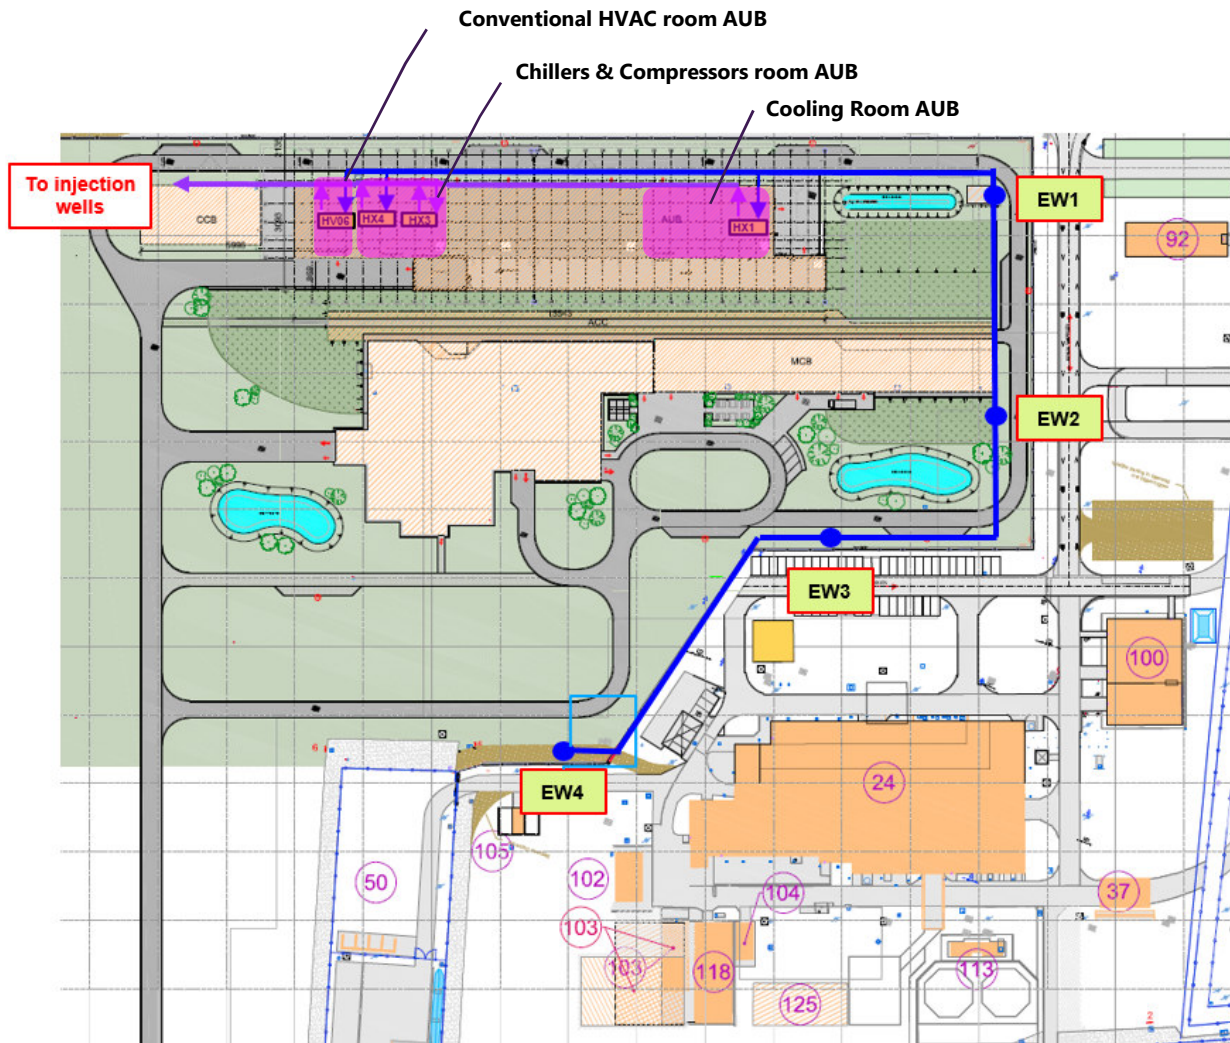 Conventional HVAC room AUB
Chillers & Compressors room AUB
Cooling Room AUB
To injection
wells
EW1
CCB
HV06
HX4
HX3
AUB
HX1
92
ACC
MCB
EW2
EW3
100
24
EW4
105
50
102
104
37
103
103
118
113
125